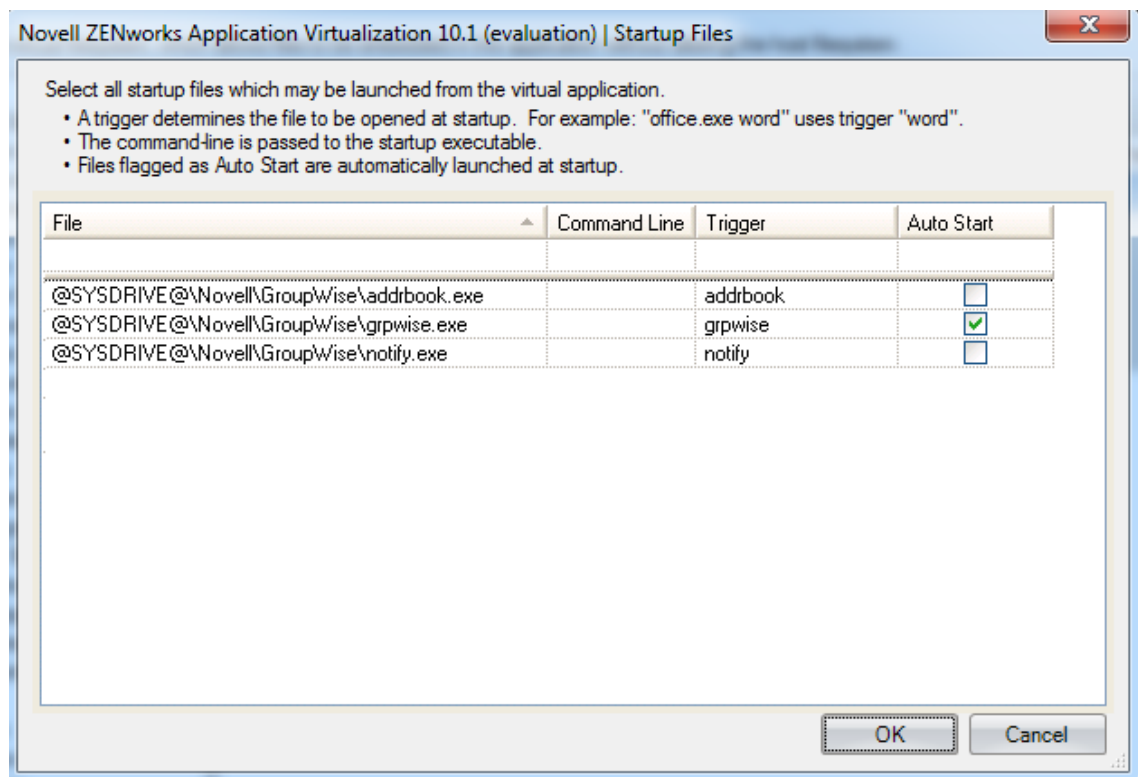 Novell ZENworks Application Virtualization 10.1 (evaluation) | Startup Files
Select all startup files which may be launched from the virtual application.
• A trigger determines the file to be opened at startup. For example: "office.exe word" uses trigger "word".
• The command-line is passed to the startup executable.
• Files flagged as Auto Start are automatically launched at startup.
File Command Line Trigger Auto Start
@SYSDRIVE@\Novell\GroupWise\addrbook.exe addrbook
@SYSDRIVE@\Novell\GroupWise\grpwise.exe grpwise
@SYSDRIVE@\Novell\GroupWise\notify.exe notify
OK Cancel